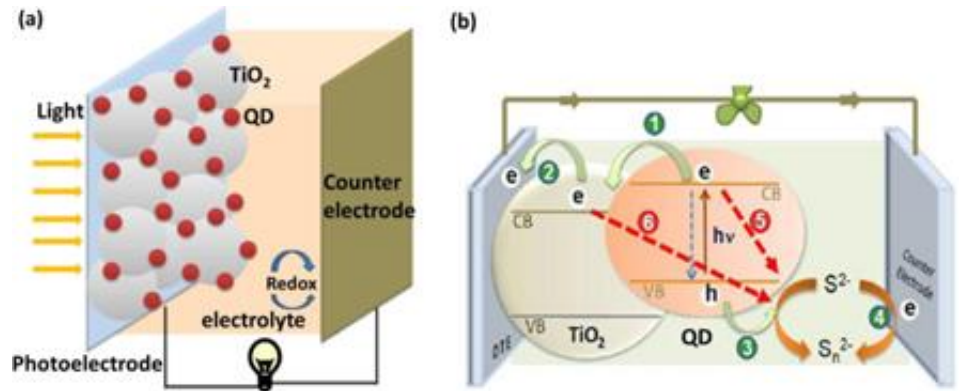 (a)
TiO2
QD
Light
Counter
electrode
Redox
electrolyte
Photoelectrode
(b)
1
2
e
e
e
CB
CB
6
5
hν
VB
h
VB
TiO2
QD
3
S2-
Sn2-
4
e
Counter
Electrode
DTE